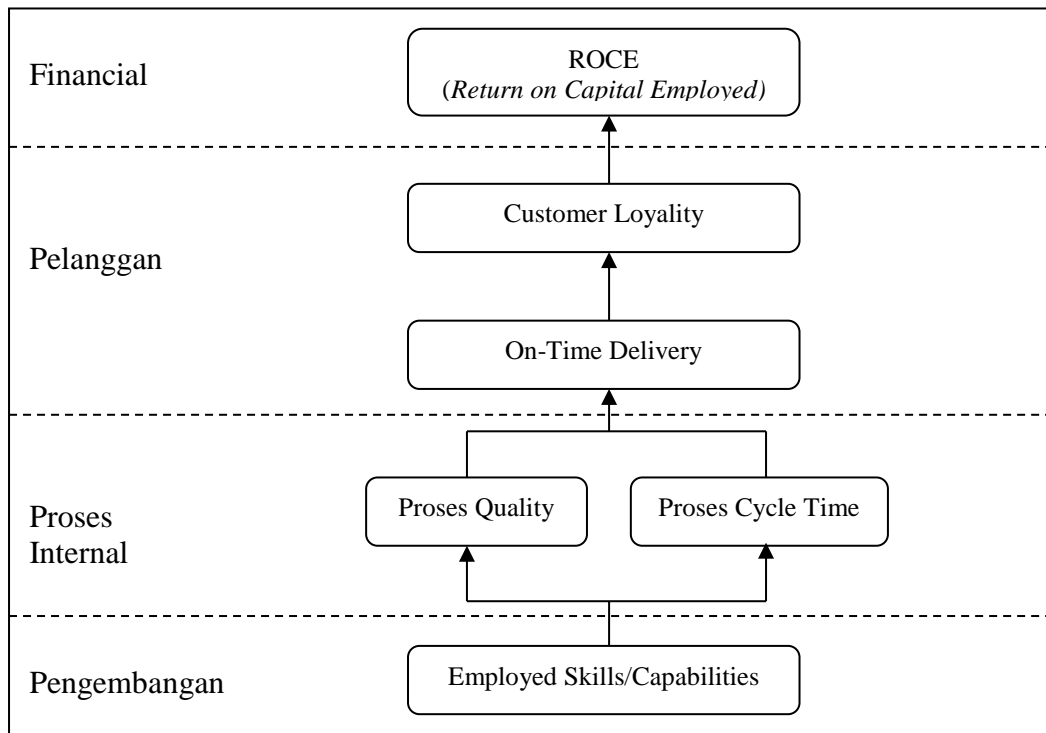 Financial
ROCE
(Return on Capital Employed)
Pelanggan
Customer Loyality
On-Time Delivery
Proses
Internal
Proses Quality
Proses Cycle Time
Pengembangan
Employed Skills/Capabilities